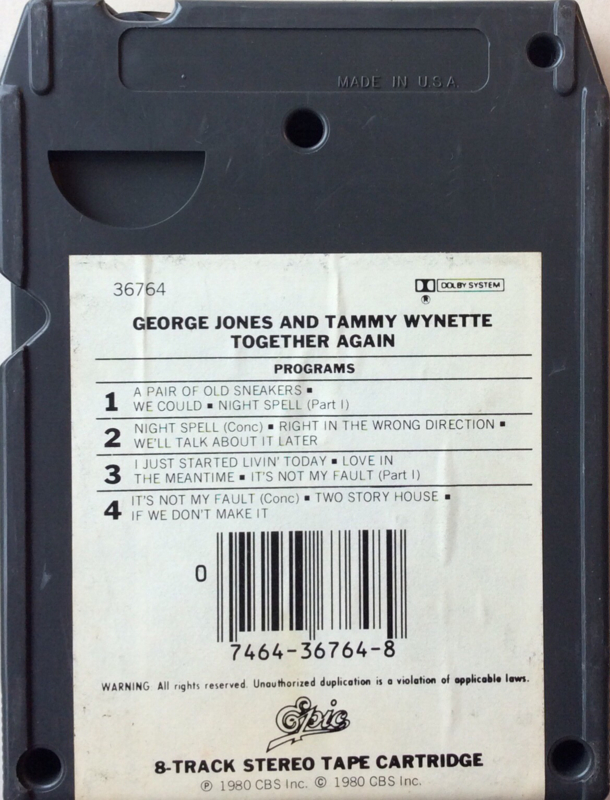 MADE IN U.S.A.
36764
DOLBY SYSTEM
®
GEORGE JONES AND TAMMY WYNETTE
TOGETHER AGAIN
PROGRAMS
1 A PAIR OF OLD SNEAKERS ▪
WE COULD ▪ NIGHT SPELL (Part I)
2 NIGHT SPELL (Conc) ▪ RIGHT IN THE WRONG DIRECTION ▪
WE'LL TALK ABOUT IT LATER
3 I JUST STARTED LIVIN' TODAY ▪ LOVE IN
THE MEANTIME ▪ IT'S NOT MY FAULT (Part I)
4 IT'S NOT MY FAULT (Conc) ▪ TWO STORY HOUSE ▪
IF WE DON'T MAKE IT
0
7464-36764-8
WARNING All rights reserved. Unauthorized duplication is a violation of applicable laws.
Epic
8-TRACK STEREO TAPE CARTRIDGE
℗ 1980 CBS Inc. © 1980 CBS Inc.